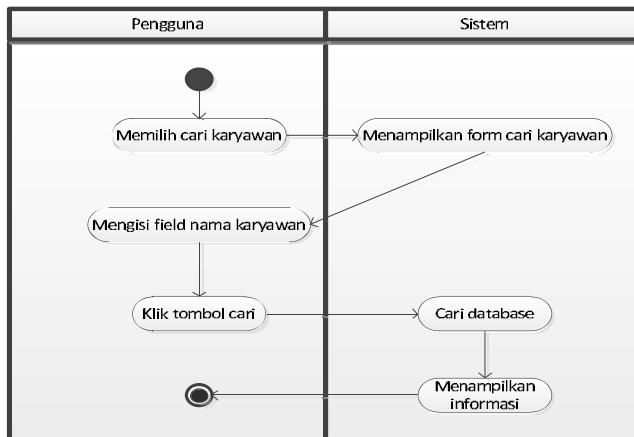 Pengguna
Sistem
Memilih cari karyawan
Menampilkan form cari karyawan
Mengisi field nama karyawan
Klik tombol cari
Cari database
Menampilkan
informasi